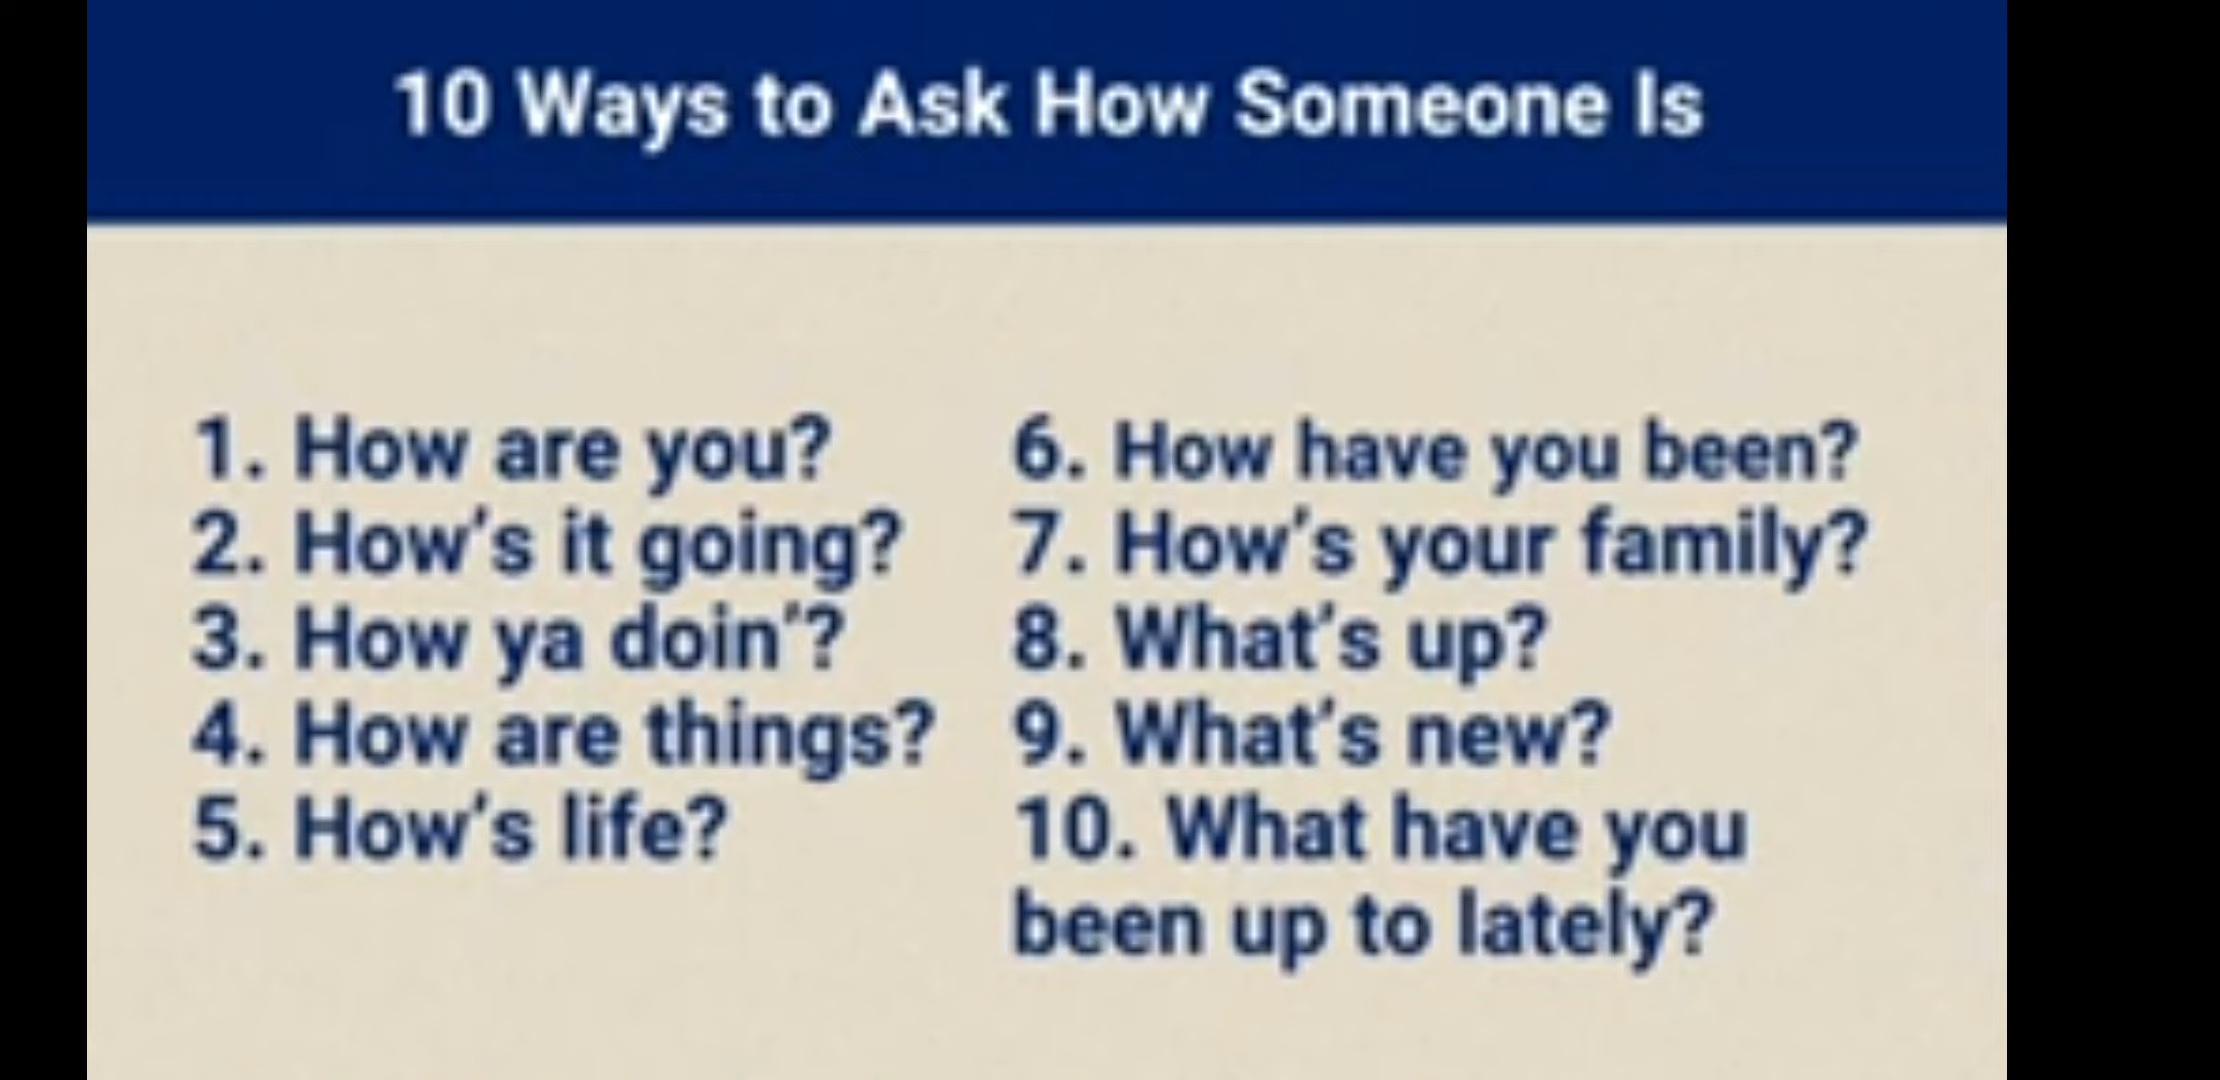 10 Ways to Ask How Someone Is
1. How are you?
2. How’s it going?
3. How ya doin’?
4. How are things?
5. How’s life?
6. How have you been?
7. How’s your family?
8. What’s up?
9. What’s new?
10. What have you
been up to lately?